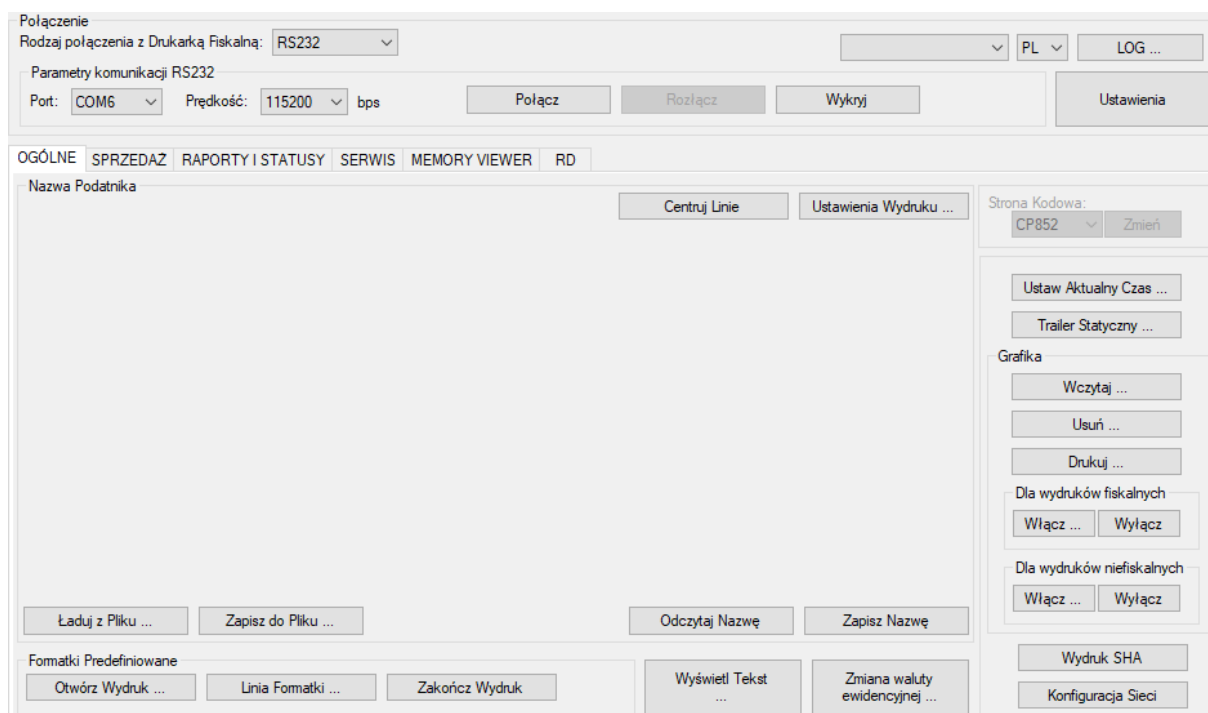 Połączenie
Rodzaj połączenia z Drukarką Fiskalną: RS232
PL LOG ...
Parametry komunikacji RS232
Port: COM6 Prędkość: 115200 bps Połącz Rozłącz Wykryj Ustawienia
OGÓLNE SPRZEDAŻ RAPORTY I STATUSY SERWIS MEMORY VIEWER RD
Nazwa Podatnika
Centruj Linie Ustawienia Wydruku ...
Strona Kodowa:
CP852 Zmień
Ustaw Aktualny Czas ...
Trailer Statyczny ...
Grafika
Wczytaj ...
Usuń ...
Drukuj ...
Dla wydruków fiskalnych
Włącz ... Wyłącz
Dla wydruków niefiskalnych
Włącz ... Wyłącz
Ładuj z Pliku ... Zapisz do Pliku ... Odczytaj Nazwę Zapisz Nazwę
Formatki Predefiniowane
Otwórz Wydruk ... Linia Formatki ... Zakończ Wydruk
Wyświetl Tekst
...
Zmiana waluty
ewidencyjnej ...
Wydruk SHA
Konfiguracja Sieci